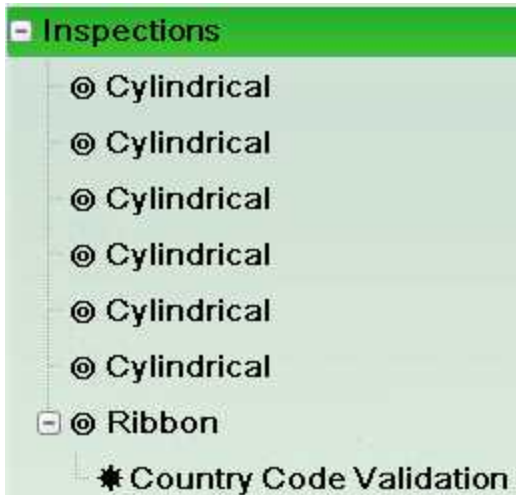 Inspections
Cylindrical
Cylindrical
Cylindrical
Cylindrical
Cylindrical
Cylindrical
Ribbon
Country Code Validation